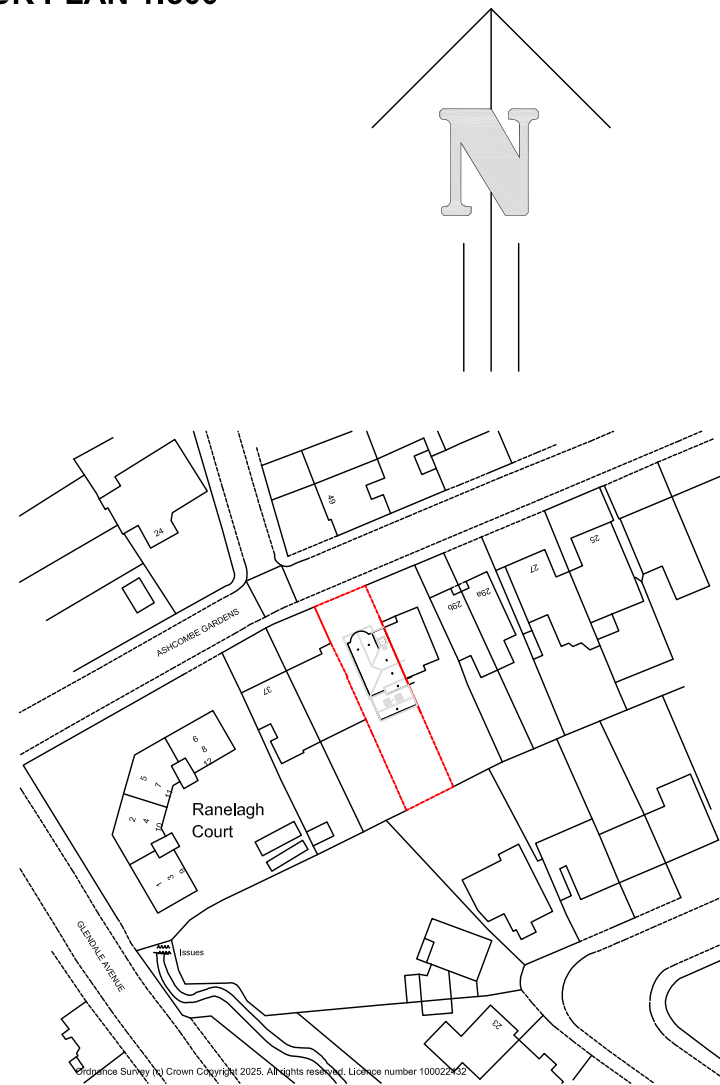 N
49
24
25
27
ASHCOMBE GARDENS
29a
29b
37
6
8
12
5
7
11
Ranelagh
Court
2
4
10
1
3
9
GLENDALE AVENUE
Issues
23
Ordnance Survey (c) Crown Copyright 2025. All rights reserved. Licence number 100022432